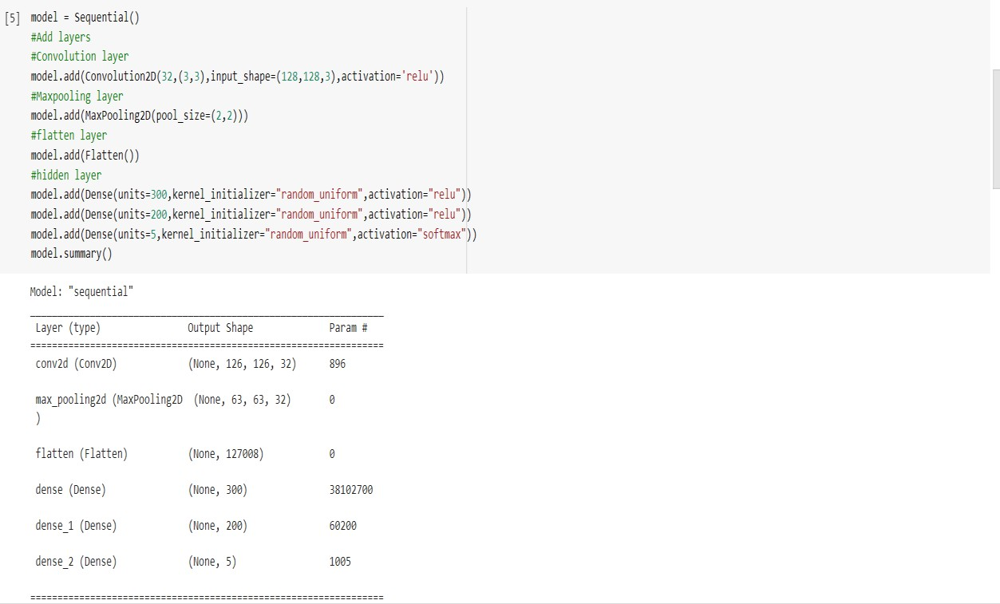 [5] model = Sequential()
#Add layers
#Convolution layer
model.add(Convolution2D(32,(3,3),input_shape=(128,128,3),activation='relu'))
#Maxpooling layer
model.add(MaxPooling2D(pool_size=(2,2)))
#flatten layer
model.add(Flatten())
#hidden layer
model.add(Dense(units=300,kernel_initializer="random_uniform",activation="relu"))
model.add(Dense(units=200,kernel_initializer="random_uniform",activation="relu"))
model.add(Dense(units=5,kernel_initializer="random_uniform",activation="softmax"))
model.summary()
Model: "sequential"
_________________________________________________________________
Layer (type) Output Shape Param #
=================================================================
conv2d (Conv2D) (None, 126, 126, 32) 896
max_pooling2d (MaxPooling2D (None, 63, 63, 32) 0
)
flatten (Flatten) (None, 127008) 0
dense (Dense) (None, 300) 38102700
dense_1 (Dense) (None, 200) 60200
dense_2 (Dense) (None, 5) 1005
=================================================================